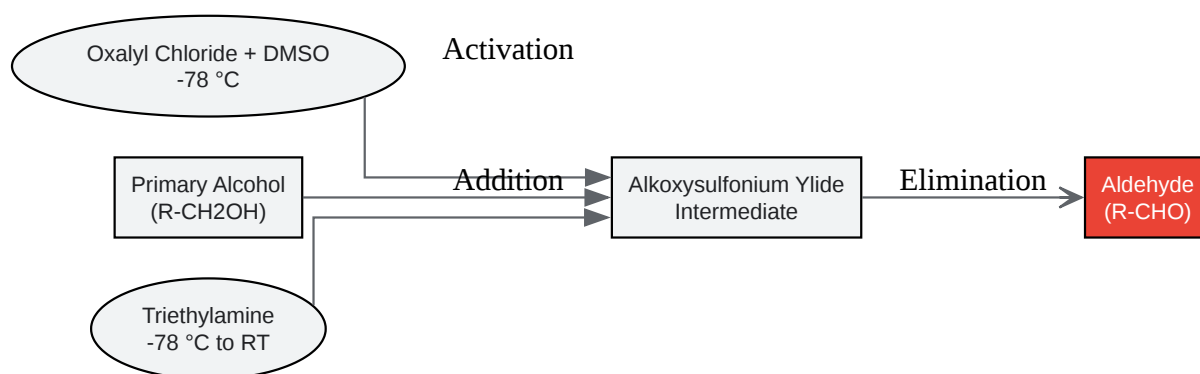 Oxalyl Chloride + DMSO
-78 °C
Activation
Primary Alcohol
(R-CH2OH)
Addition
Alkoxysulfonium Ylide
Intermediate
Elimination
Aldehyde
(R-CHO)
Triethylamine
-78 °C to RT